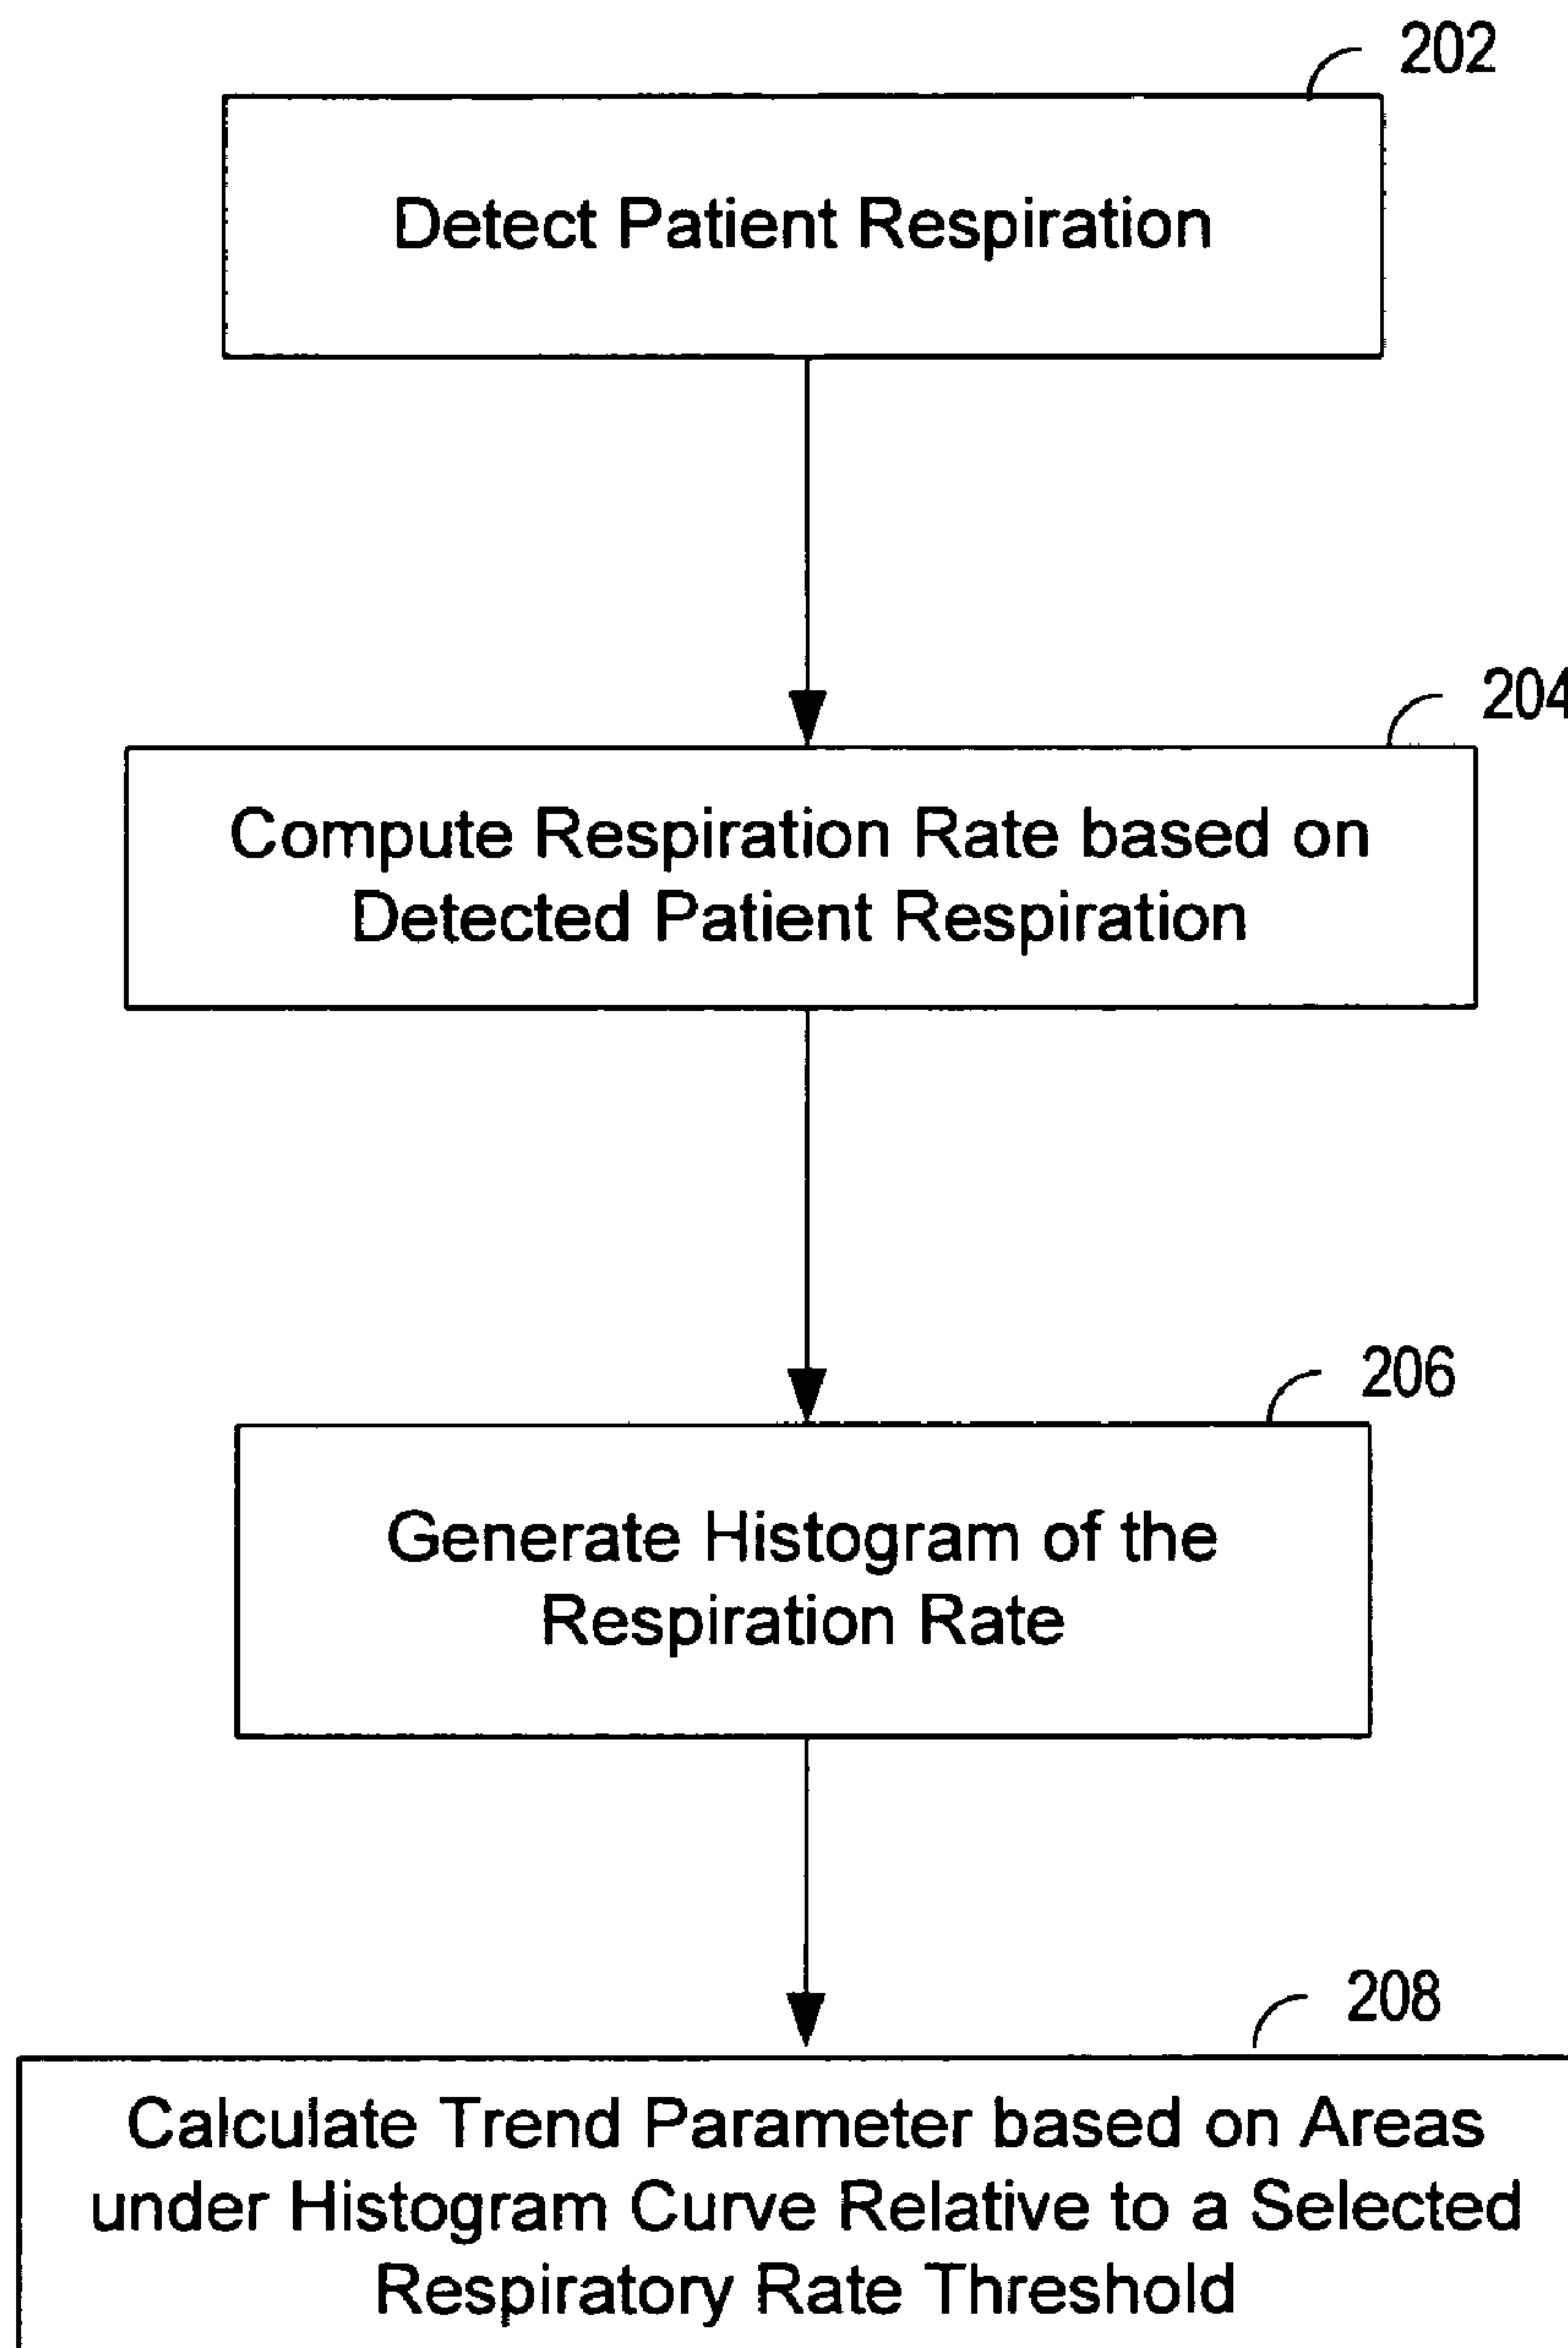 202
Detect Patient Respiration
204
Compute Respiration Rate based on
Detected Patient Respiration
206
Generate Histogram of the
Respiration Rate
208
Calculate Trend Parameter based on Areas
under Histogram Curve Relative to a Selected
Respiratory Rate Threshold